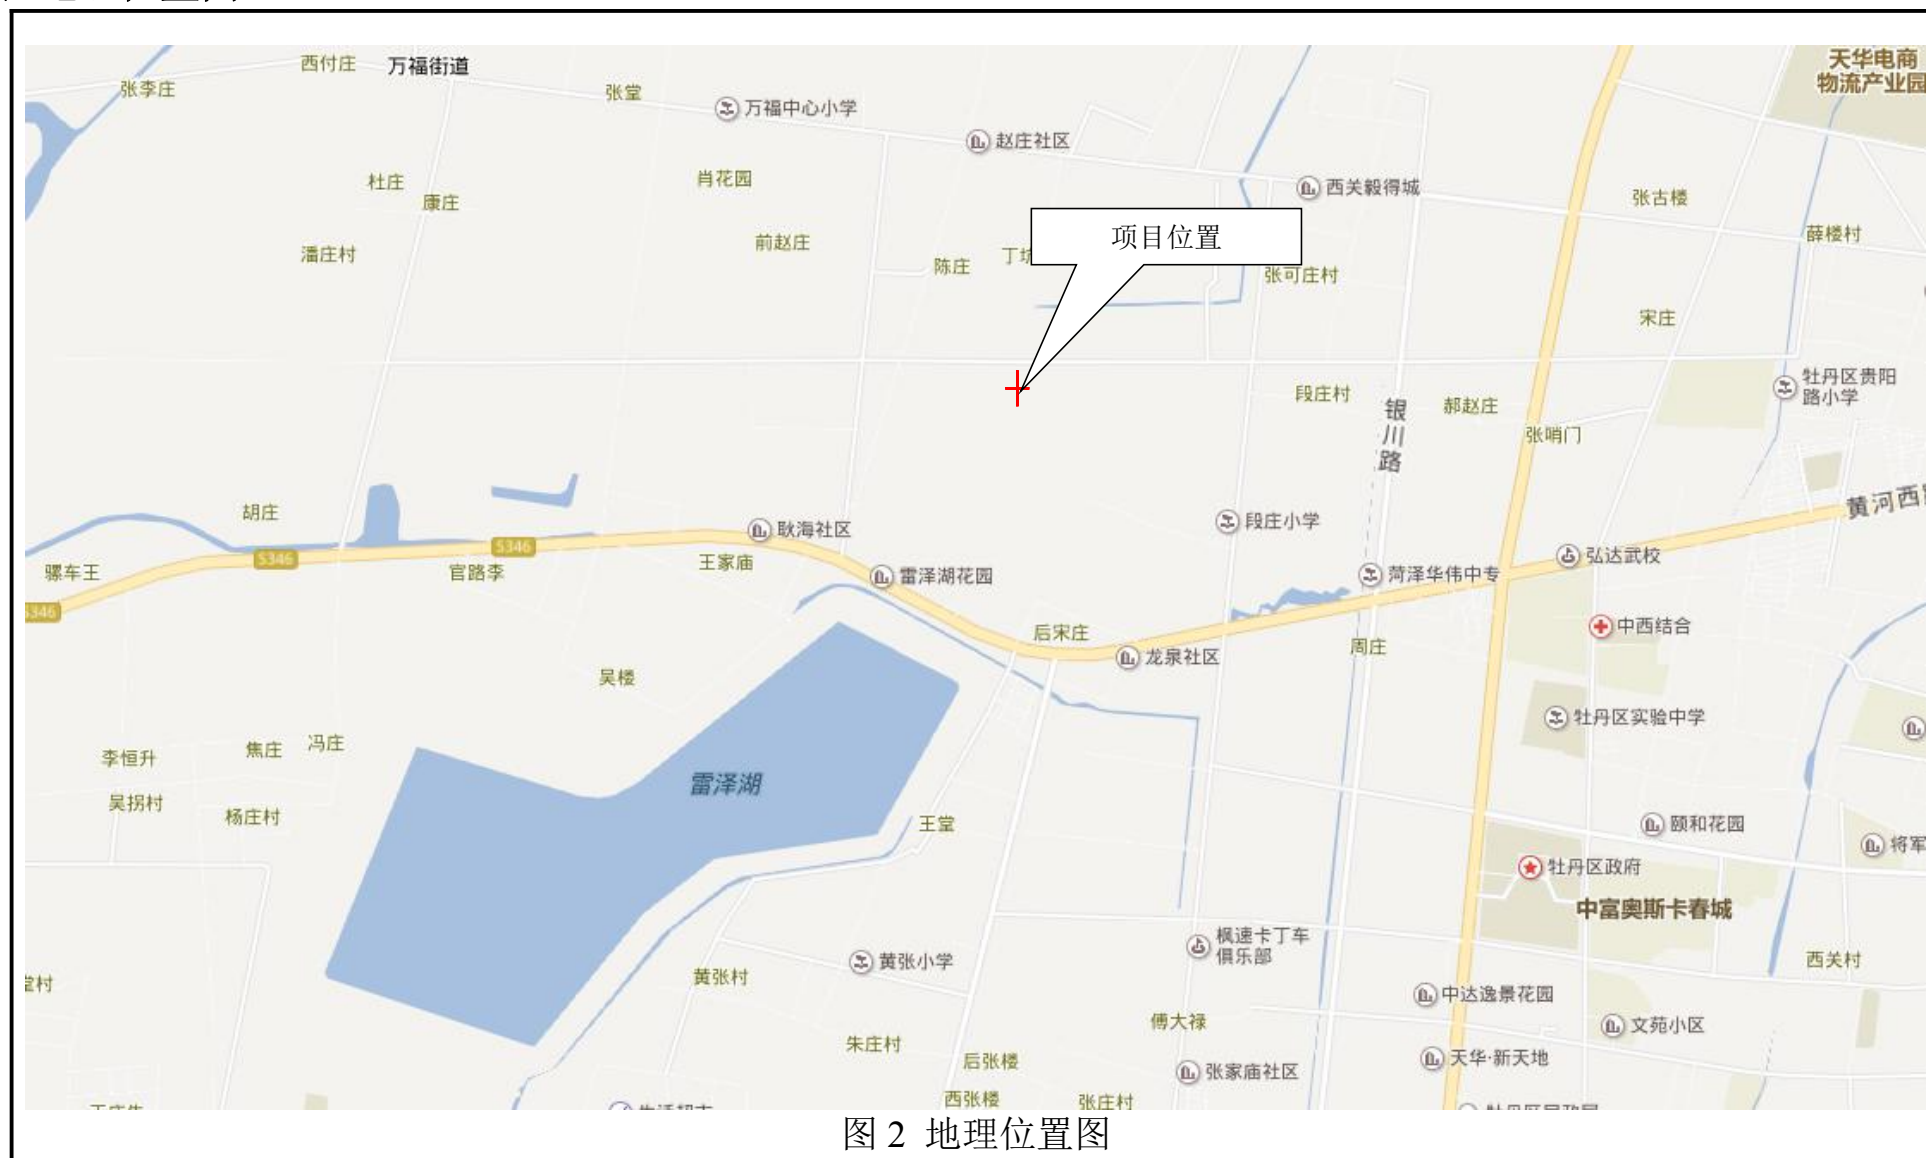 西付庄
万福街道
天华电商
物流产业园
张李庄
张堂
万福中心小学
赵庄社区
杜庄
肖花园
西关毅得城
康庄
张古楼
潘庄村
前赵庄
项目位置
薛楼村
陈庄
张可庄村
宋庄
牡丹区贵阳
路小学
段庄村
银川路
郝赵庄
张哨门
胡庄
耿海社区
段庄小学
黄河西
S346
S346
弘达武校
骡车王
官路李
王家庙
雷泽湖花园
菏泽华伟中专
S346
后宋庄
中西结合
龙泉社区
周庄
吴楼
牡丹区实验中学
李恒升
焦庄
冯庄
雷泽湖
吴拐村
杨庄村
王堂
颐和花园
将军
牡丹区政府
中富奥斯卡春城
枫速卡丁车
俱乐部
黄张村
黄张小学
西关村
中达逸景花园
傅大禄
文苑小区
朱庄村
后张楼
张家庙社区
天华·新天地
西张楼
张庄村
图 2 地理位置图